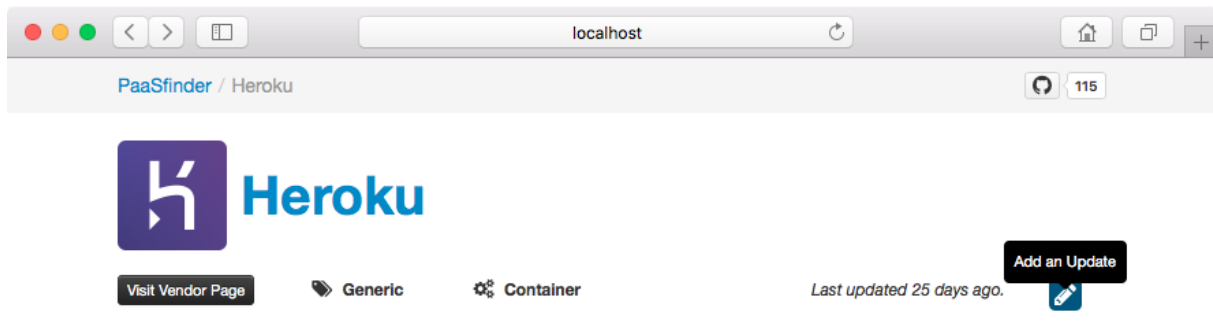 localhost
PaaSfinder / Heroku
115
Heroku
Add an Update
Visit Vendor Page Generic Container Last updated 25 days ago.